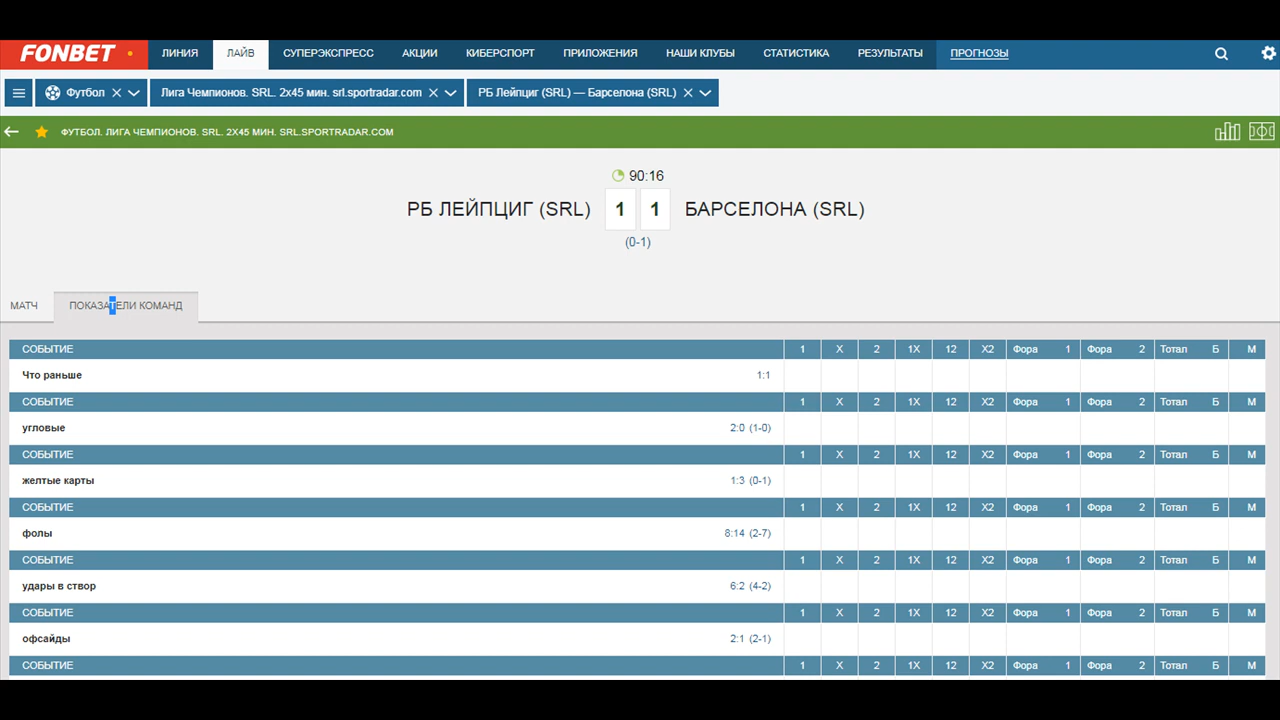 FONBET ЛИНИЯ ЛАЙВ СУПЕРЭКСПРЕСС АКЦИИ КИБЕРСПОРТ ПРИЛОЖЕНИЯ НАШИ КЛУБЫ СТАТИСТИКА РЕЗУЛЬТАТЫ ПРОГНОЗЫ
Футбол Лига Чемпионов. SRL. 2x45 мин. srl.sportradar.com РБ Лейпциг (SRL) — Барселона (SRL)
ФУТБОЛ. ЛИГА ЧЕМПИОНОВ. SRL. 2X45 МИН. SRL.SPORTRADAR.COM
90:16
РБ ЛЕЙПЦИГ (SRL) 1 1 БАРСЕЛОНА (SRL)
(0-1)
МАТЧ ПОКАЗАТЕЛИ КОМАНД
СОБЫТИЕ 1 X 2 1X 12 X2 Фора 1 Фора 2 Тотал Б М
Что раньше 1:1
СОБЫТИЕ 1 X 2 1X 12 X2 Фора 1 Фора 2 Тотал Б М
угловые 2:0 (1-0)
СОБЫТИЕ 1 X 2 1X 12 X2 Фора 1 Фора 2 Тотал Б М
желтые карты 1:3 (0-1)
СОБЫТИЕ 1 X 2 1X 12 X2 Фора 1 Фора 2 Тотал Б М
фолы 8:14 (2-7)
СОБЫТИЕ 1 X 2 1X 12 X2 Фора 1 Фора 2 Тотал Б М
удары в створ 6:2 (4-2)
СОБЫТИЕ 1 X 2 1X 12 X2 Фора 1 Фора 2 Тотал Б М
офсайды 2:1 (2-1)
СОБЫТИЕ 1 X 2 1X 12 X2 Фора 1 Фора 2 Тотал Б М